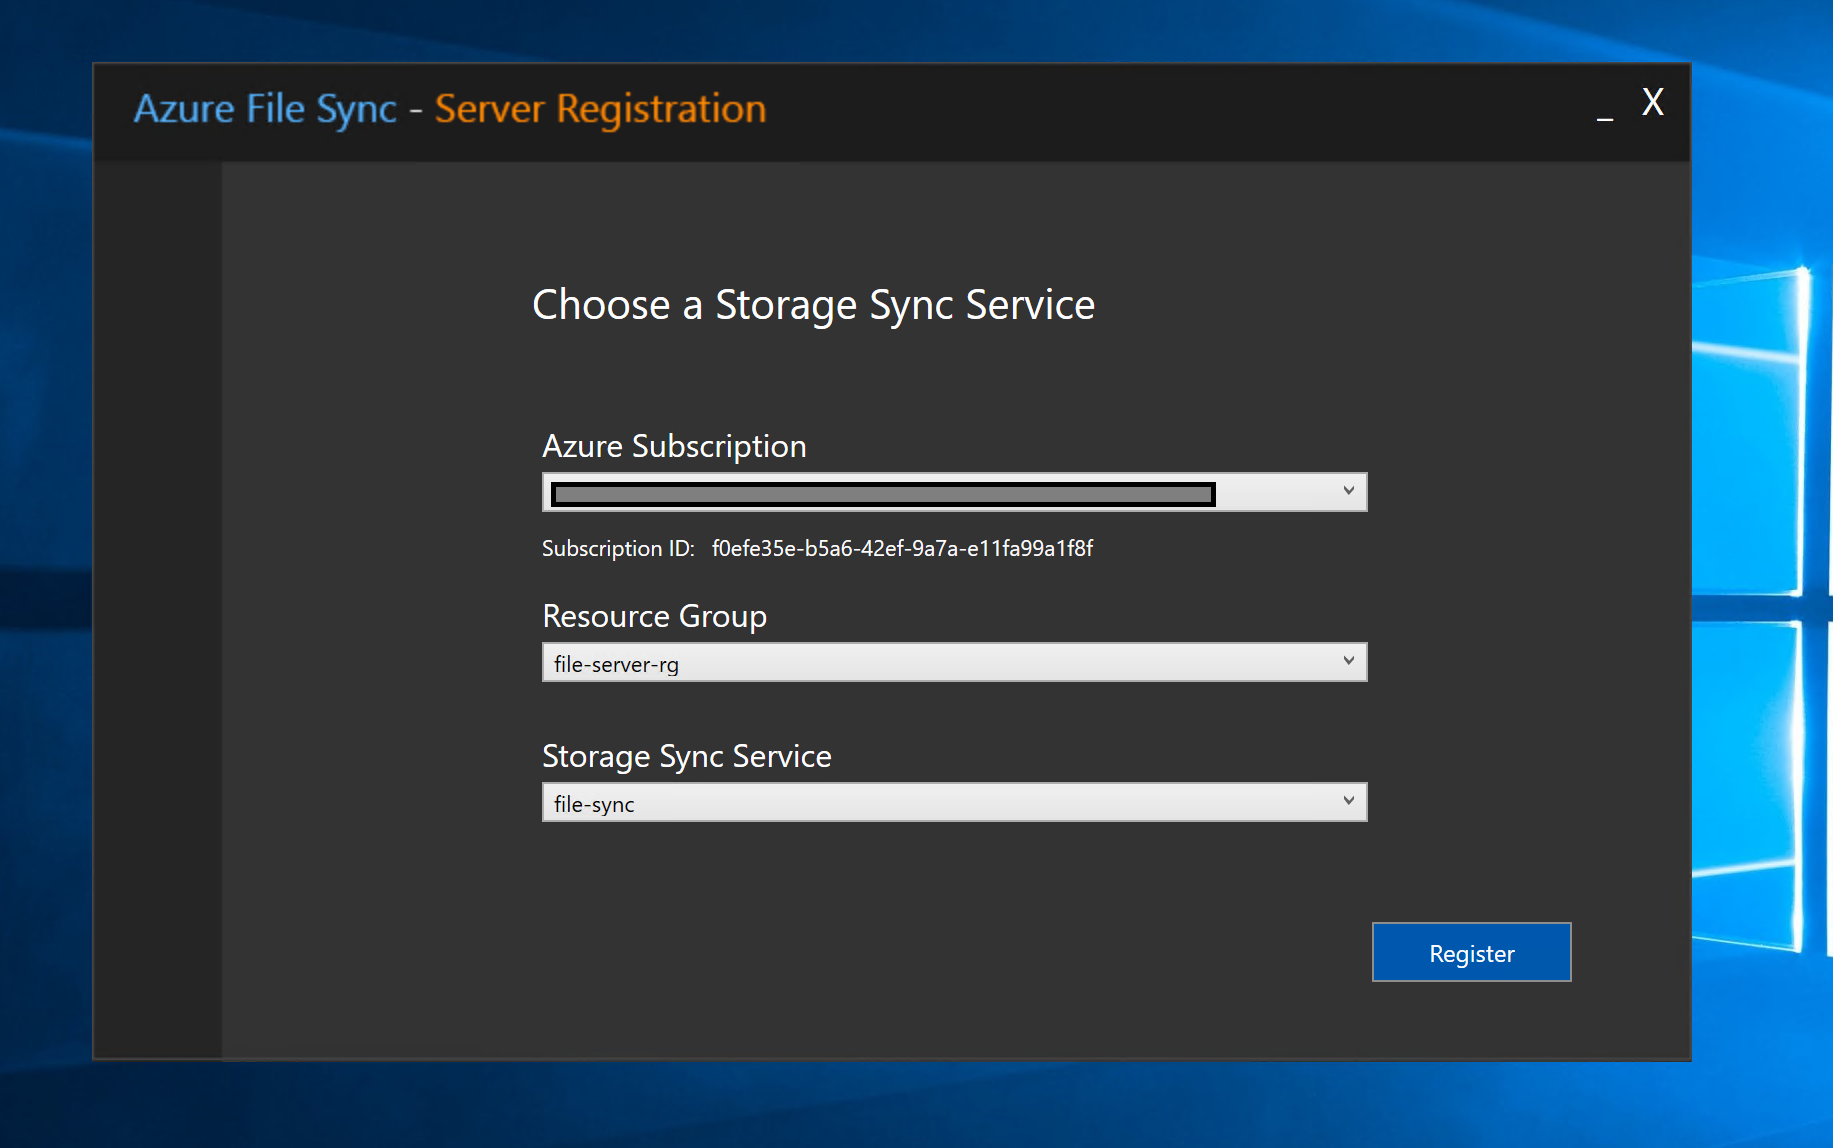 Azure File Sync - Server Registration
_ X
Choose a Storage Sync Service
Azure Subscription
Subscription ID: f0efe35e-b5a6-42ef-9a7a-e11fa99a1f8f
Resource Group
file-server-rg
Storage Sync Service
file-sync
Register